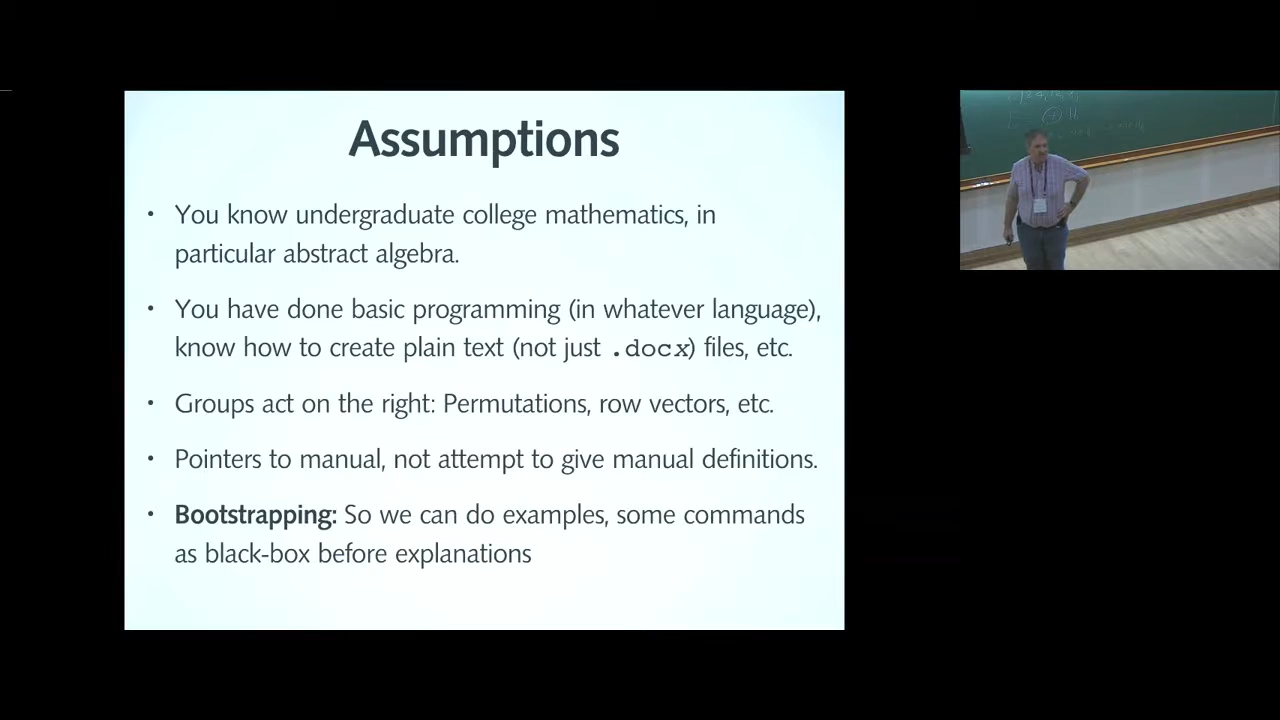 Assumptions
• You know undergraduate college mathematics, in
particular abstract algebra.
• You have done basic programming (in whatever language),
know how to create plain text (not just .docx) files, etc.
• Groups act on the right: Permutations, row vectors, etc.
• Pointers to manual, not attempt to give manual definitions.
• Bootstrapping: So we can do examples, some commands
as black-box before explanations